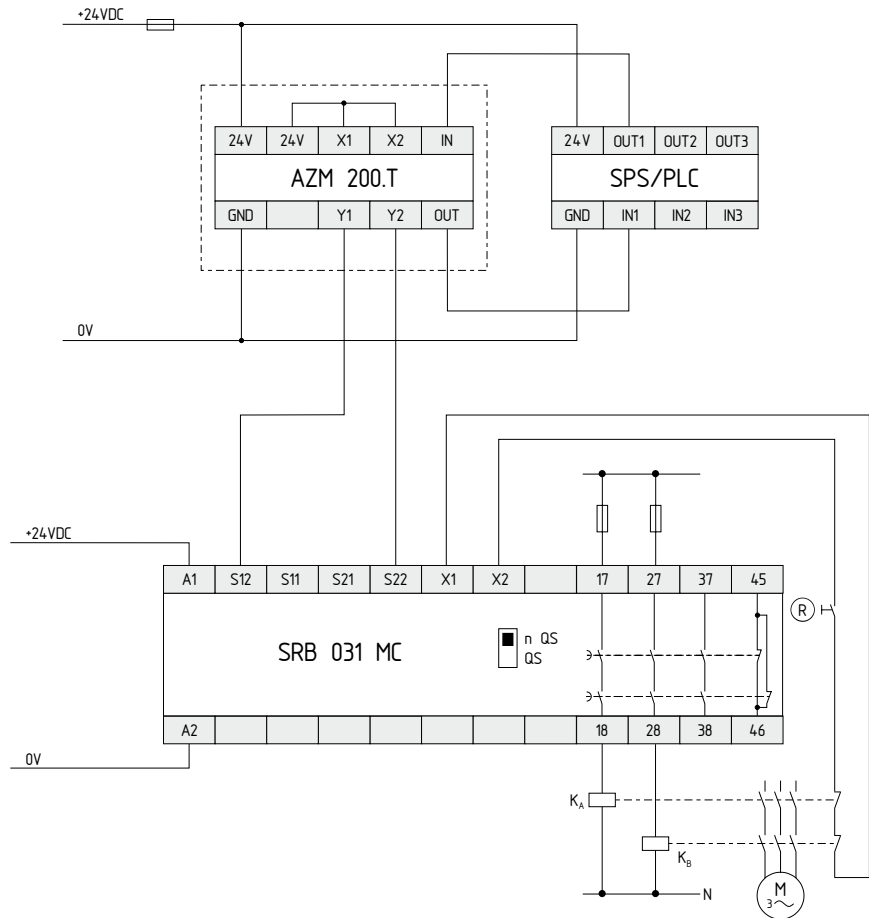 +24VDC
24V 24V X1 X2 IN
AZM 200.T
GND Y1 Y2 OUT
24V OUT1 OUT2 OUT3
SPS/PLC
GND IN1 IN2 IN3
0V
+24VDC
A1 S12 S11 S21 S22 X1 X2 17 27 37 45
SRB 031 MC
n QS
QS
R
A2 18 28 38 46
0V
KA
KB
N
M
3~